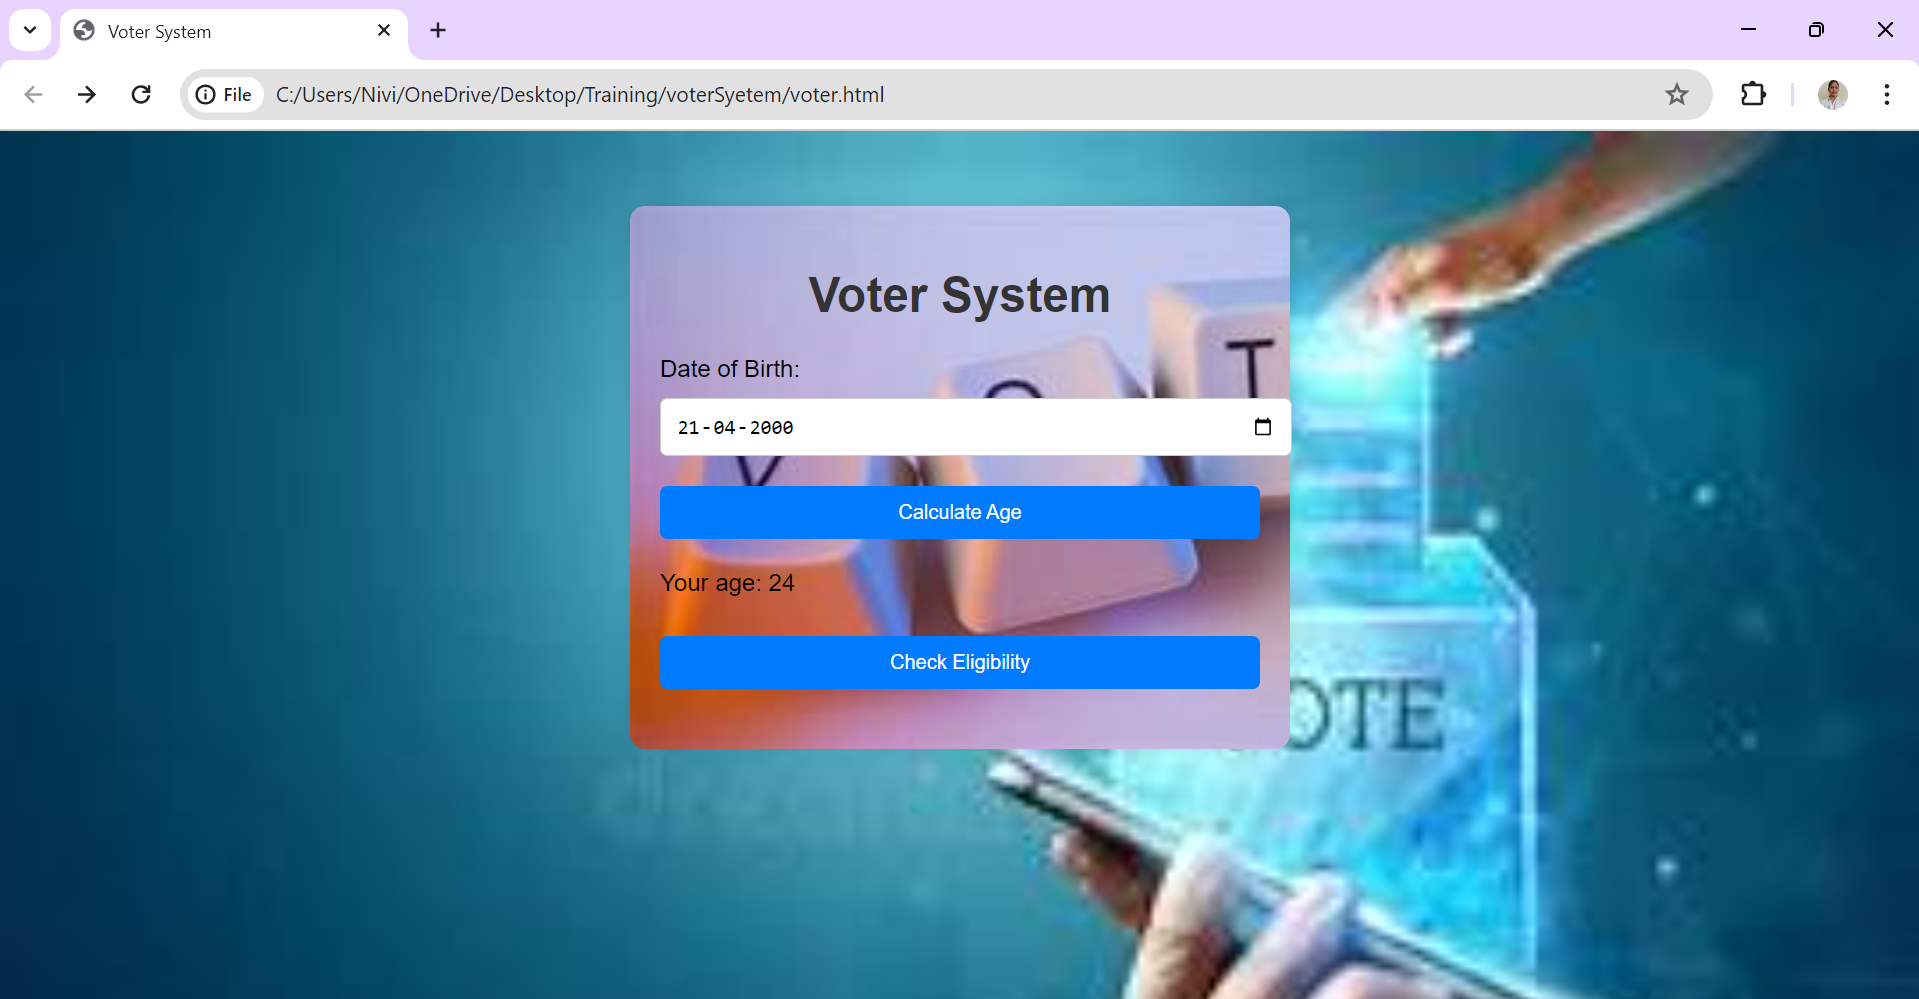 Voter System
File
C:/Users/Nivi/OneDrive/Desktop/Training/voterSyetem/voter.html
Voter System
Date of Birth:
21-04-2000
Calculate Age
Your age: 24
Check Eligibility
T
V
OTE